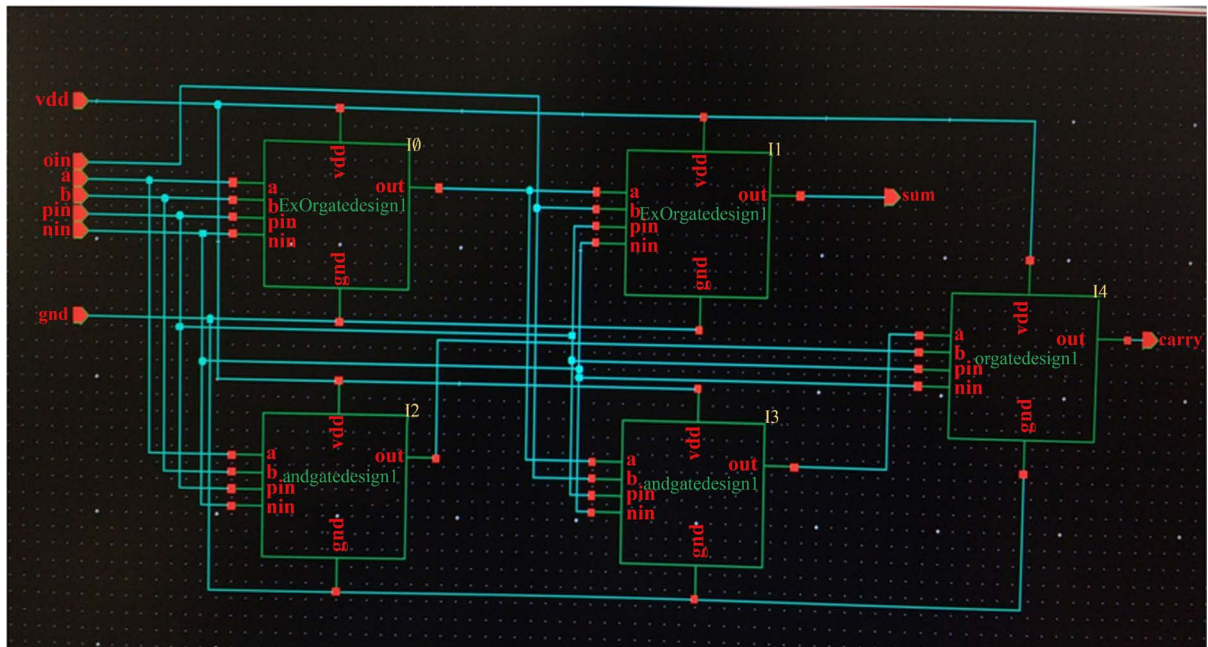 vdd
oin
a
b
pin
nin
gnd
I0
vdd
a
b
pin
nin
out
ExOrgatedesign1
gnd
I1
vdd
a
b
pin
nin
out
ExOrgatedesign1
gnd
sum
I2
vdd
a
b
pin
nin
out
andgatedesign1
gnd
I3
vdd
a
b
pin
nin
out
andgatedesign1
gnd
I4
vdd
a
b
pin
nin
out
orgatedesign1
gnd
carry